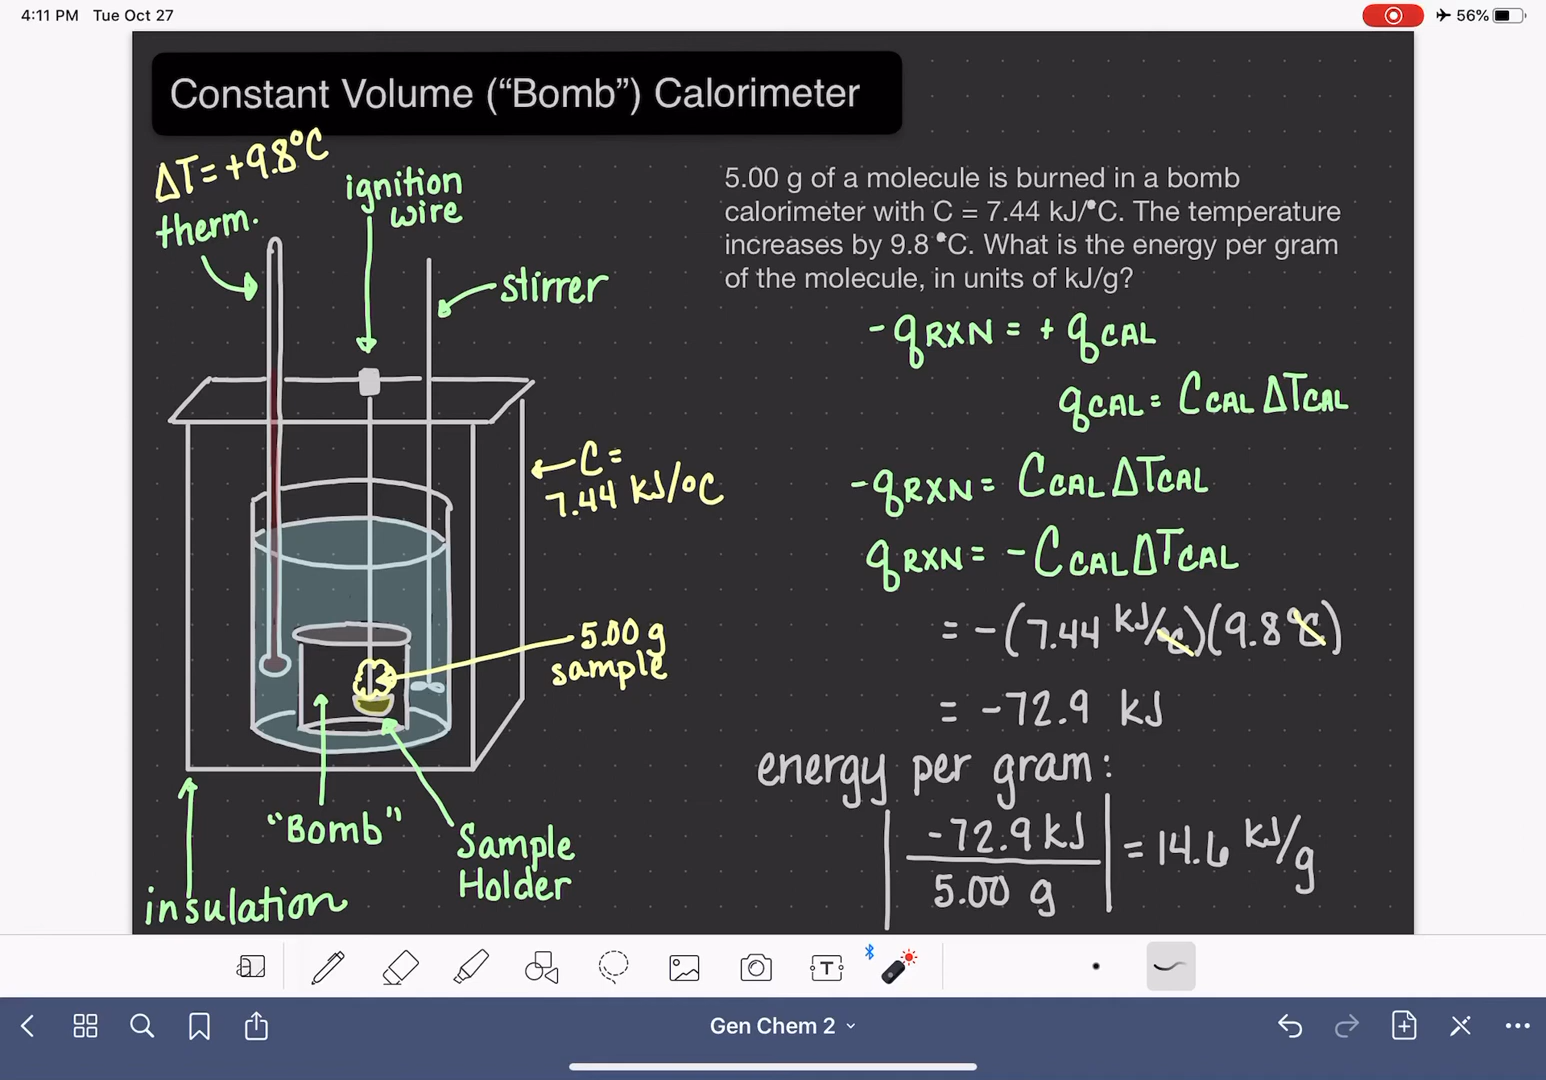 4:11 PM Tue Oct 27
56%
Constant Volume (“Bomb”) Calorimeter
ΔT = +9.8°C
therm.
ignition
wire
stirrer
C =
7.44 kJ/°C
5.00 g
sample
"Bomb"
Sample
Holder
insulation
5.00 g of a molecule is burned in a bomb
calorimeter with C = 7.44 kJ/°C. The temperature
increases by 9.8 °C. What is the energy per gram
of the molecule, in units of kJ/g?
-qRXN = + qCAL
qCAL = CCAL ΔTCAL
-qRXN = CCAL ΔTCAL
qRXN = - CCAL ΔTCAL
= -(7.44 kJ/°C)(9.8°C)
= -72.9 kJ
energy per gram:
| -72.9 kJ |
| 5.00 g | = 14.6 kJ/g
T
Gen Chem 2